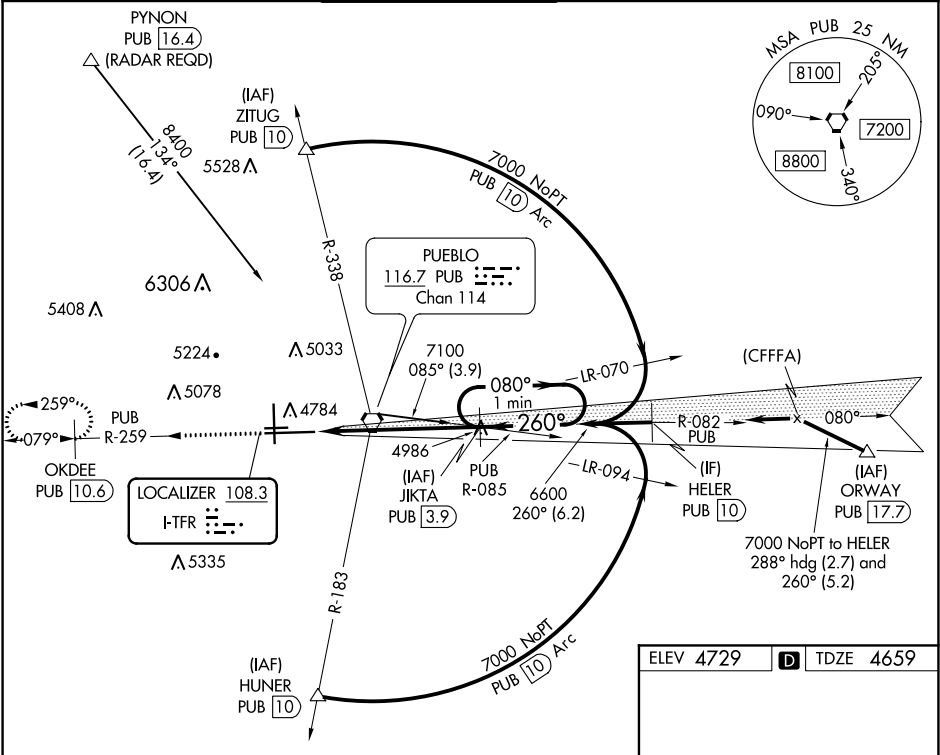 PYNON
PUB 16.4
(RADAR REQD)
8400
134°
(16.4)
(IAF)
ZITUG
PUB 10
5528
7000 NoPT
PUB 10 Arc
MSA PUB 25 NM
8100
205°
090°
7200
8800
340°
R-338
6306
5408
5224
5033
5078
4784
PUEBLO
116.7 PUB
Chan 114
7100
085° (3.9)
LR-070
080°
1 min
260°
(CFFFA)
R-082
PUB
080°
259°
079°
PUB
R-259
OKDEE
PUB 10.6
4986
(IAF)
JIKTA
PUB 3.9
PUB
R-085
6600
260° (6.2)
LR-094
(IF)
HELER
PUB 10
(IAF)
ORWAY
PUB 17.7
7000 NoPT to HELER
288° hdg (2.7) and
260° (5.2)
LOCALIZER 108.3
I-TFR
5335
R-183
(IAF)
HUNER
PUB 10
7000 NoPT
PUB 10 Arc
ELEV 4729 D TDZE 4659